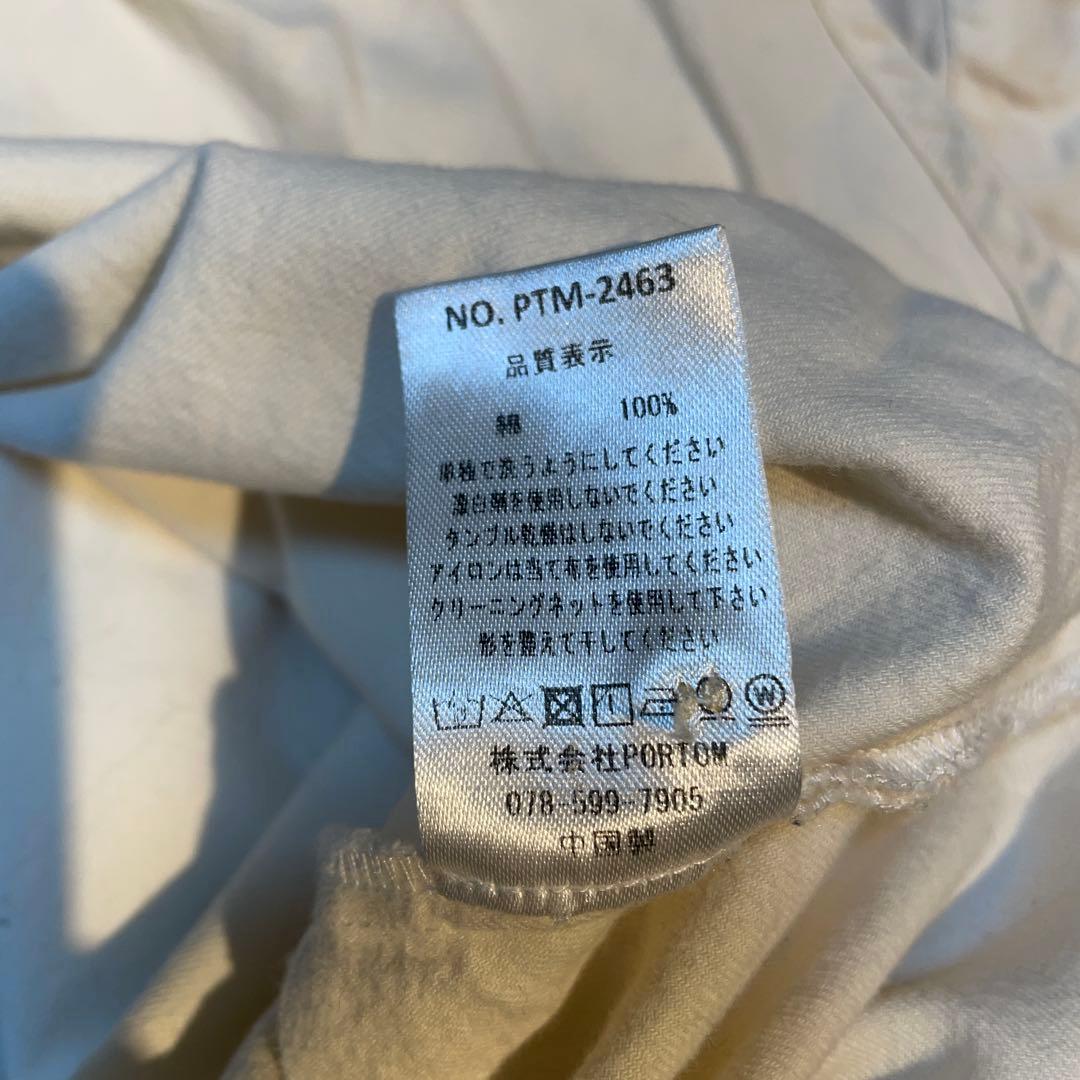 NO. PTM-2463
品質表示
綿 100%
単独で洗うようにしてください
漂白剤を使用しないでください
タンブル乾燥はしないでください
アイロンは当て布を使用してください
クリーニングネットを使用して下さい
形を整えて干してください
W
株式会社PORTOM
078-599-7905
中国製